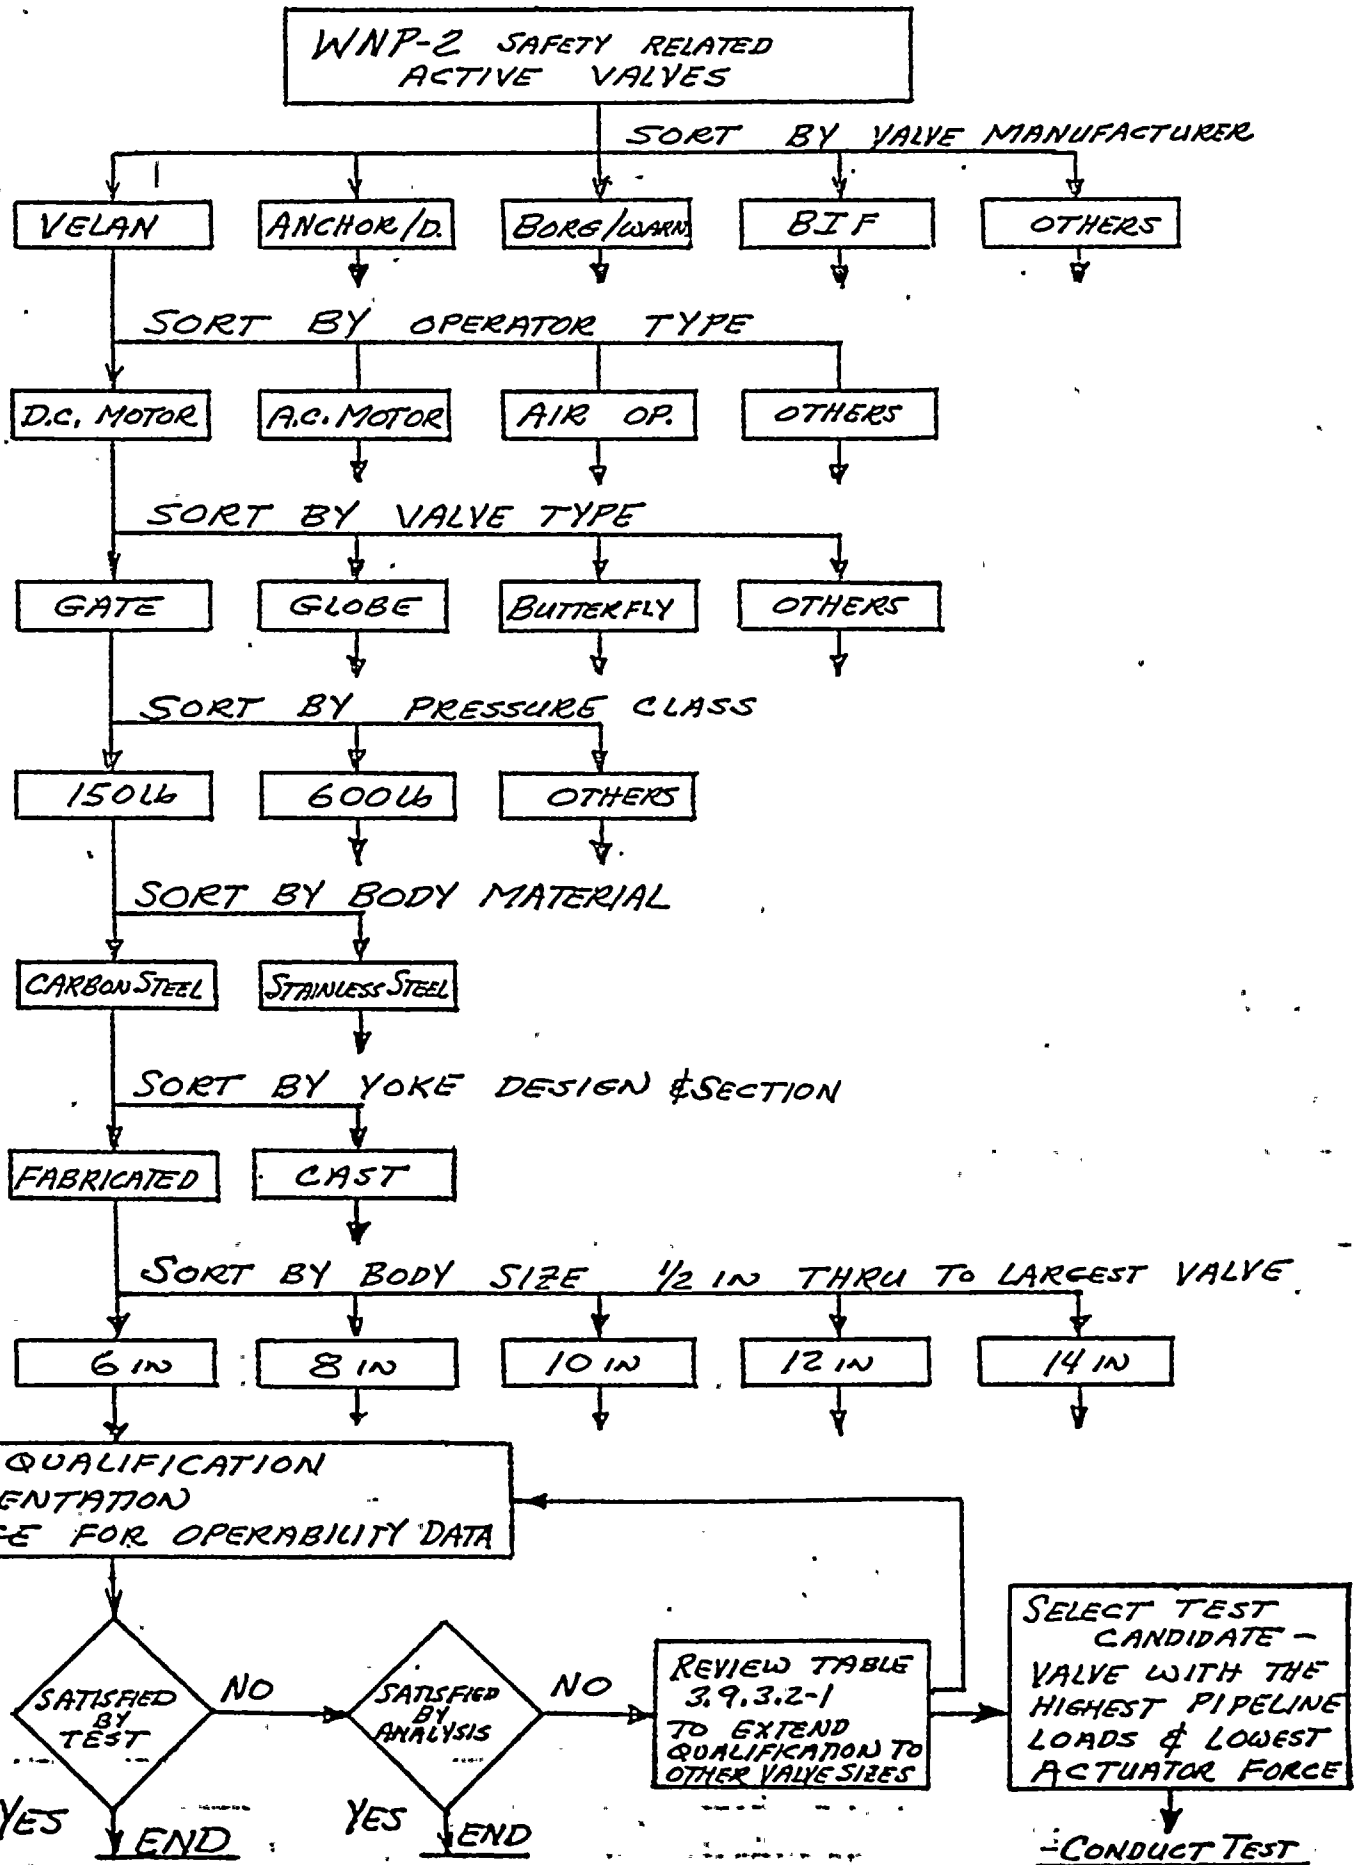 WNP-2 SAFETY RELATED
ACTIVE VALVES
SORT BY VALVE MANUFACTURER
VELAN
ANCHOR/D.
BORG/WARN
BIF
OTHERS
SORT BY OPERATOR TYPE
D.C. MOTOR
A.C. MOTOR
AIR OP.
OTHERS
SORT BY VALVE TYPE
GATE
GLOBE
BUTTERFLY
OTHERS
SORT BY PRESSURE CLASS
150 Lb
600 Lb
OTHERS
SORT BY BODY MATERIAL
CARBON STEEL
STAINLESS STEEL
SORT BY YOKE DESIGN & SECTION
FABRICATED
CAST
SORT BY BODY SIZE 1/2 IN THRU TO LARGEST VALVE
6 IN
8 IN
10 IN
12 IN
14 IN
QUALIFICATION
ENTATION
FOR OPERABILITY DATA
SATISFIED
BY
TEST
NO
YES
END
SATISFIED
BY
ANALYSIS
NO
YES
END
REVIEW TABLE
3.9.3.2-1
TO EXTEND
QUALIFICATION TO
OTHER VALVE SIZES
SELECT TEST
CANDIDATE -
VALVE WITH THE
HIGHEST PIPELINE
LOADS & LOWEST
ACTUATOR FORCE
-CONDUCT TEST